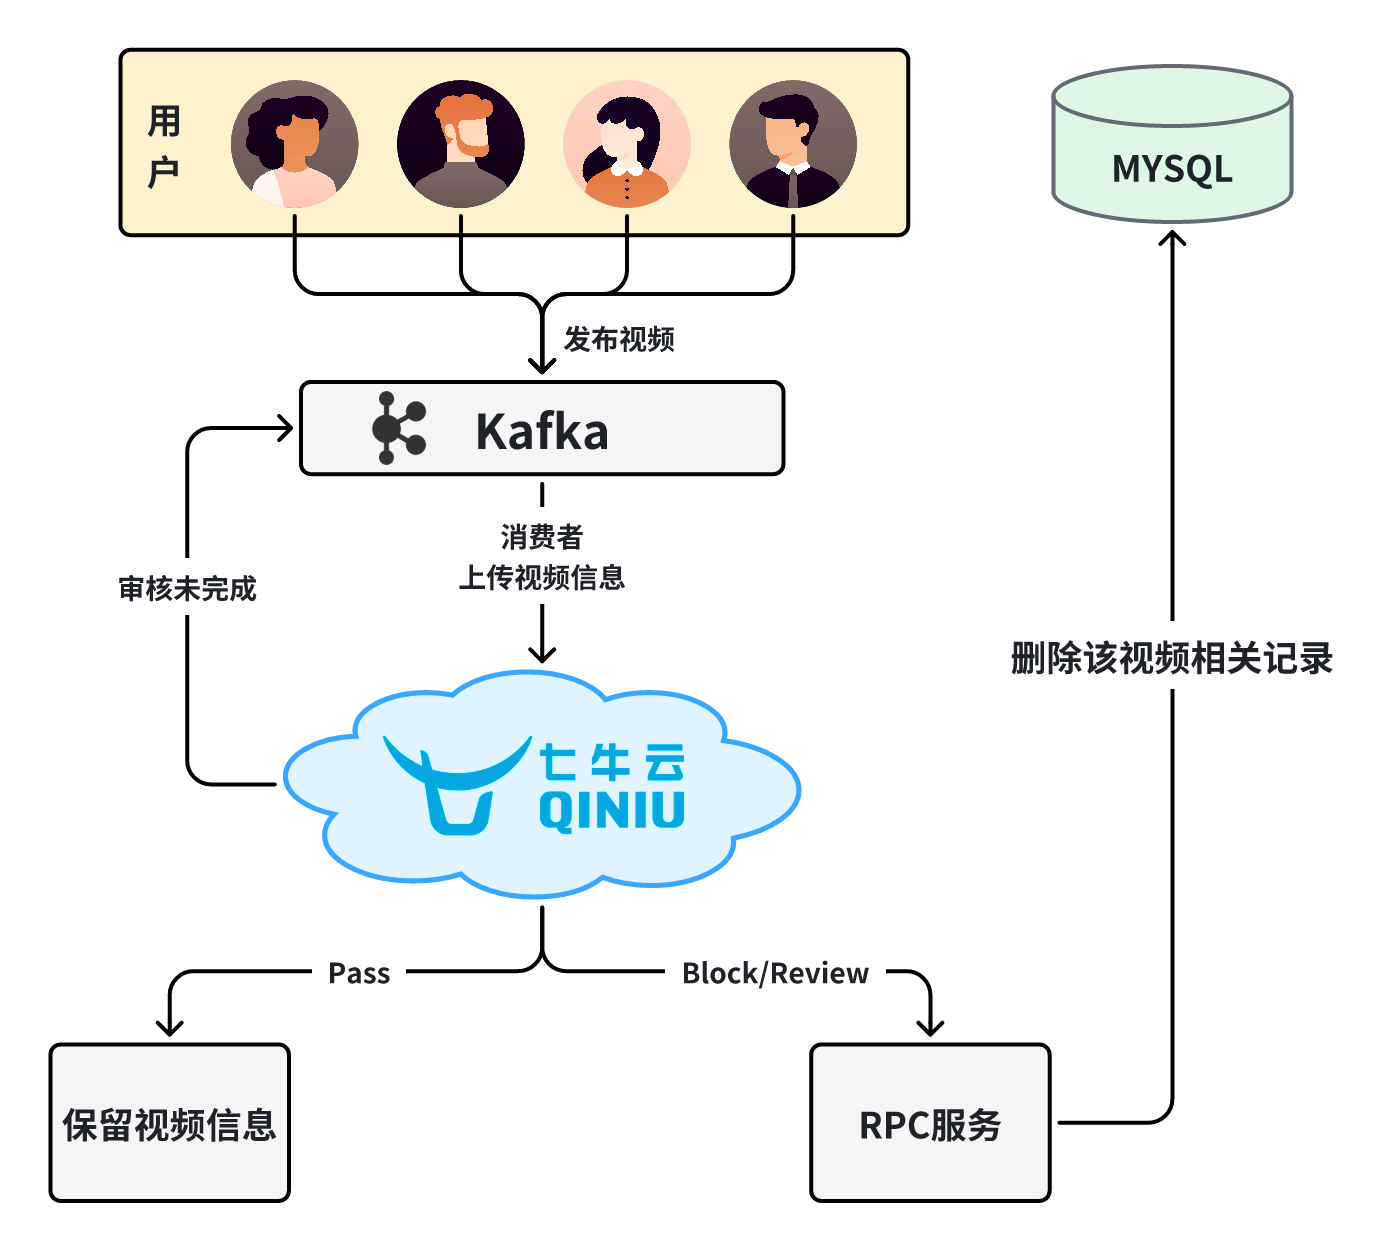 用
户
MYSQL
发布视频
Kafka
消费者
上传视频信息
审核未完成
删除该视频相关记录
七牛云
QINIU
Pass
Block/Review
保留视频信息
RPC服务